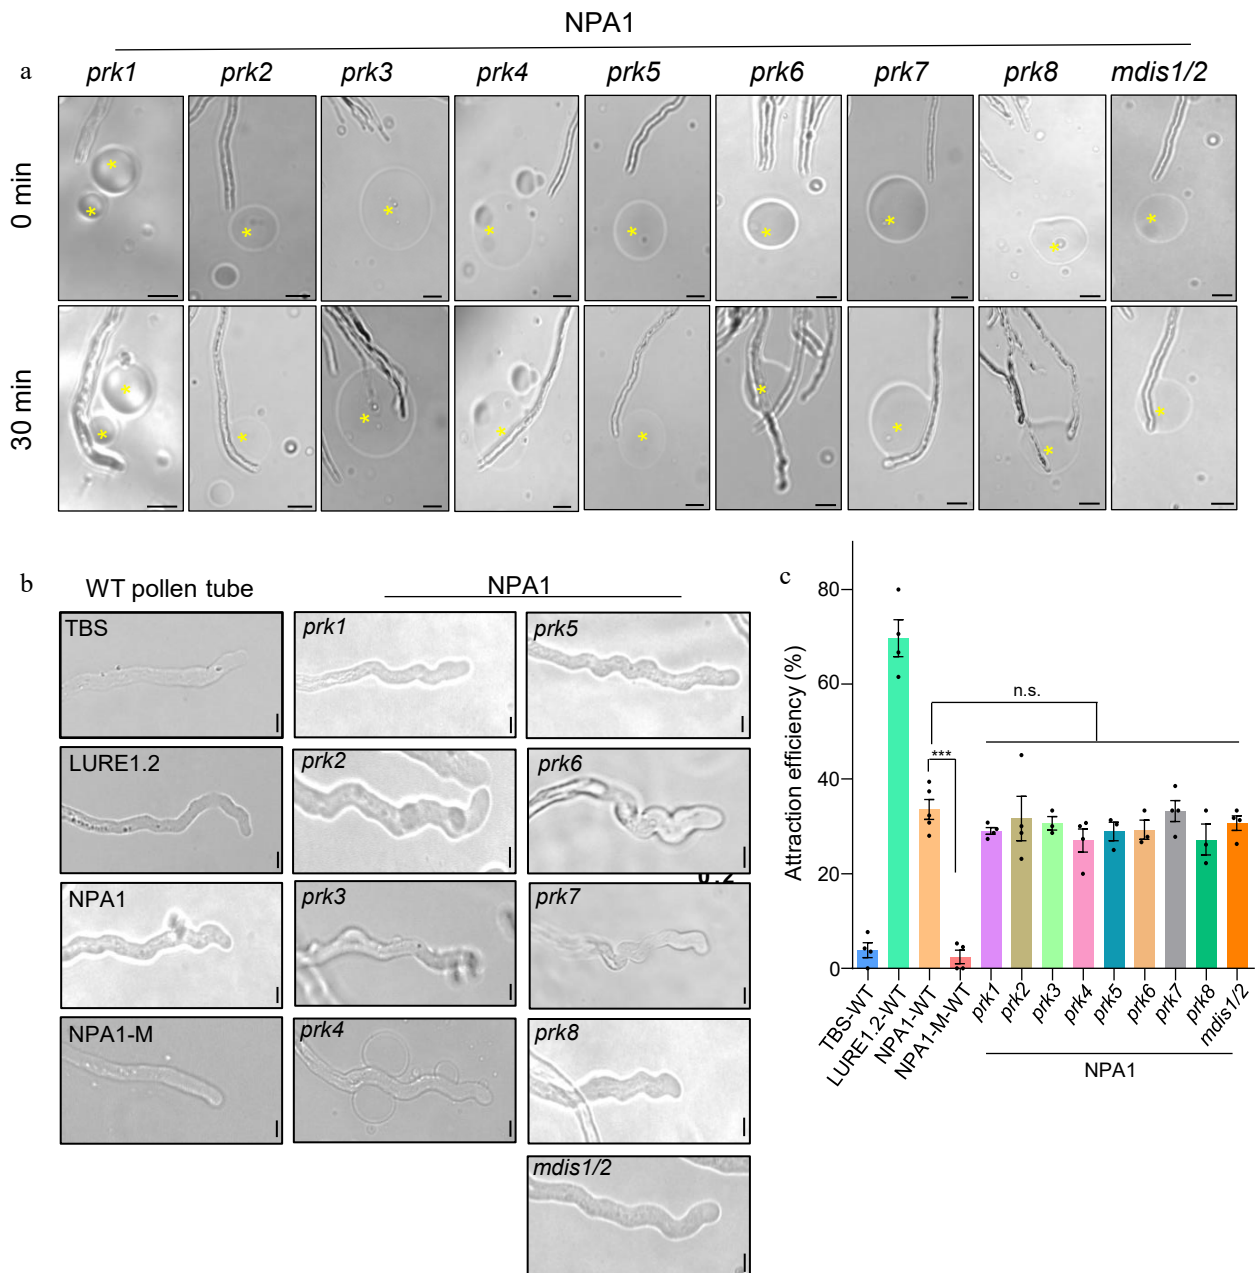 NPA1
a
prk1 prk2 prk3 prk4 prk5 prk6 prk7 prk8 mdis1/2
0 min
* * * * * * * * * *
30 min
* * * * * * * * * *
b
WT pollen tube
NPA1
TBS
prk1
prk5
LURE1.2
prk2
prk6
NPA1
prk3
prk7
NPA1-M
prk4
prk8
mdis1/2
c
Attraction efficiency (%)
80
60
40
20
0
n.s.
***
TBS-WT
LURE1.2-WT
NPA1-WT
NPA1-M-WT
prk1
prk2
prk3
prk4
prk5
prk6
prk7
prk8
mdis1/2
NPA1